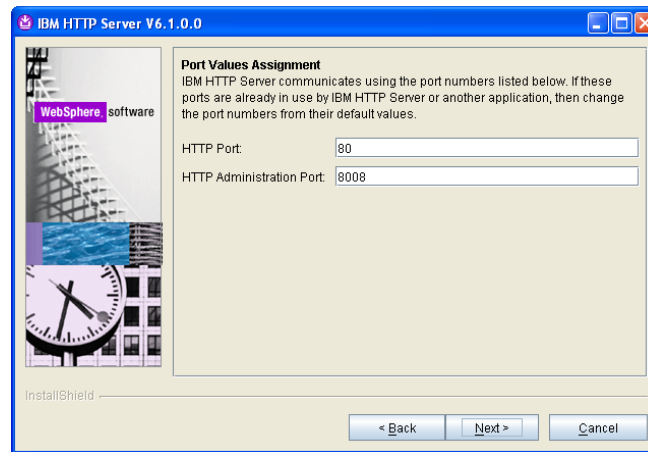 IBM HTTP Server V6.1.0.0
WebSphere. software
Port Values Assignment
IBM HTTP Server communicates using the port numbers listed below. If these
ports are already in use by IBM HTTP Server or another application, then change
the port numbers from their default values.
HTTP Port: 80
HTTP Administration Port: 8008
InstallShield
< Back Next > Cancel